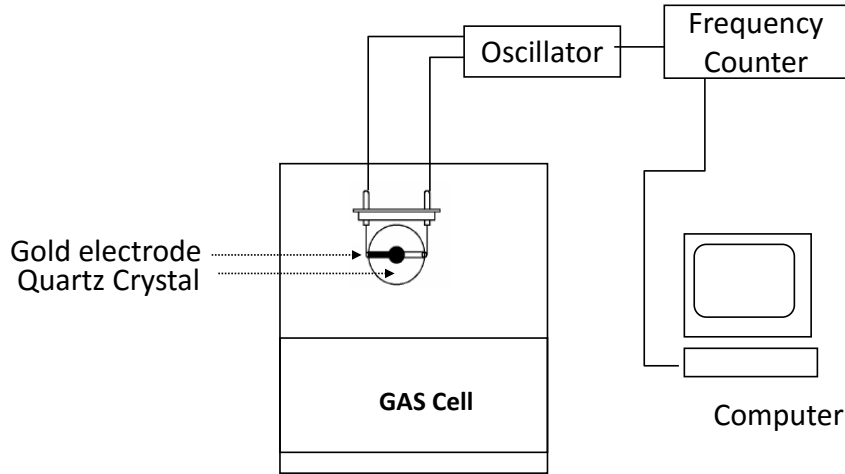 Oscillator
Frequency
Counter
Gold electrode
Quartz Crystal
GAS Cell
Computer